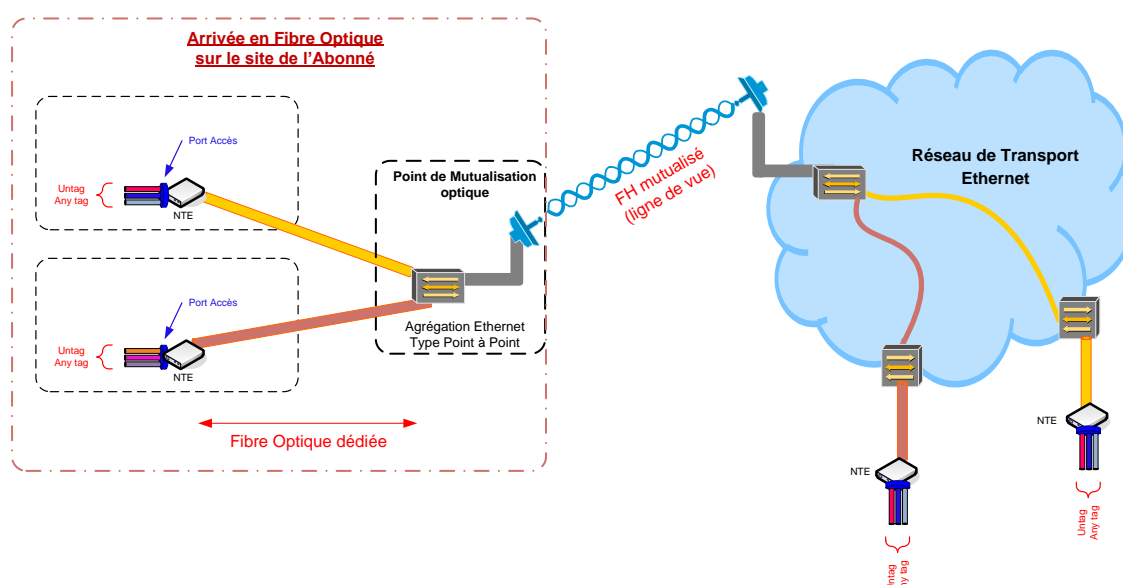 Arrivée en Fibre Optique
sur le site de l'Abonné
Port Accès
Untag
Any tag
NTE
Port Accès
Untag
Any tag
NTE
Fibre Optique dédiée
Point de Mutualisation
optique
Agrégation Ethernet
Type Point à Point
FH mutualisé
(ligne de vue)
Réseau de Transport
Ethernet
NTE
Untag
Any tag
NTE